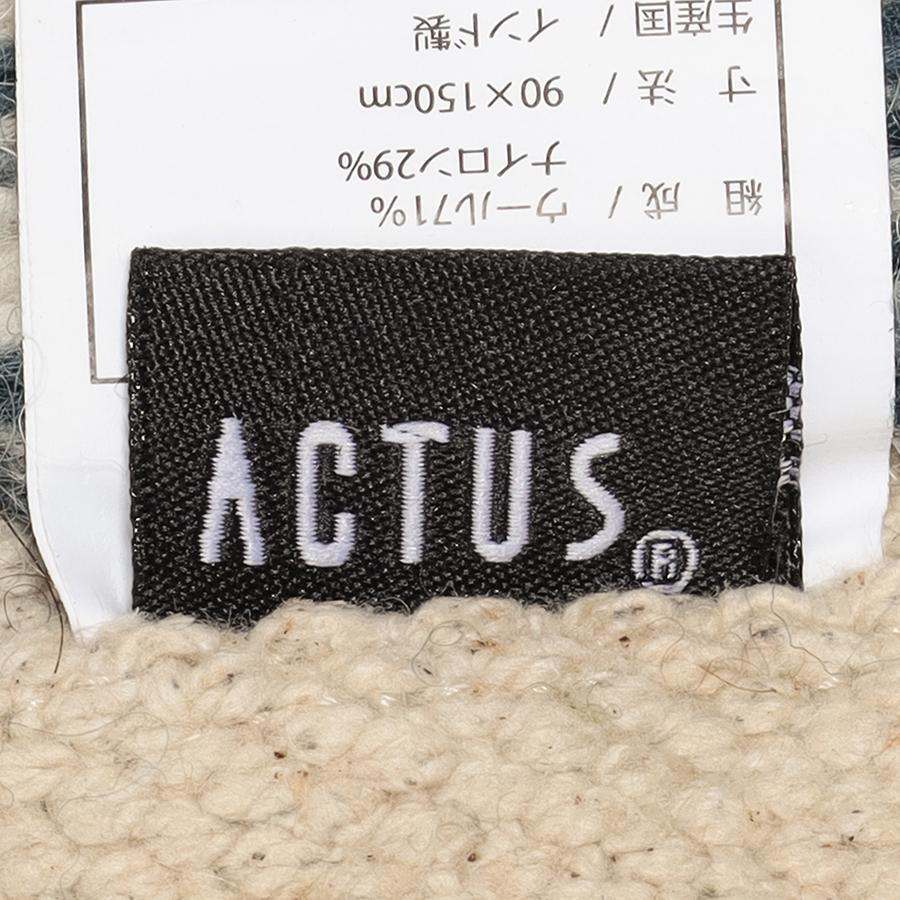 組 成 / ウール71%
ナイロン29%
寸 法 / 90×150cm
生産国 / インド製
ACTUS®